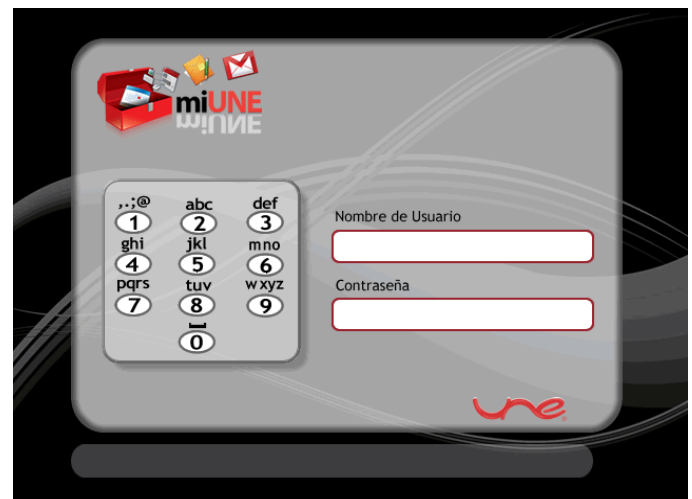 miUNE
,.;@ abc def
1 2 3
ghi jkl mno
4 5 6
pqrs tuv wxyz
7 8 9
0
Nombre de Usuario
Contraseña
une